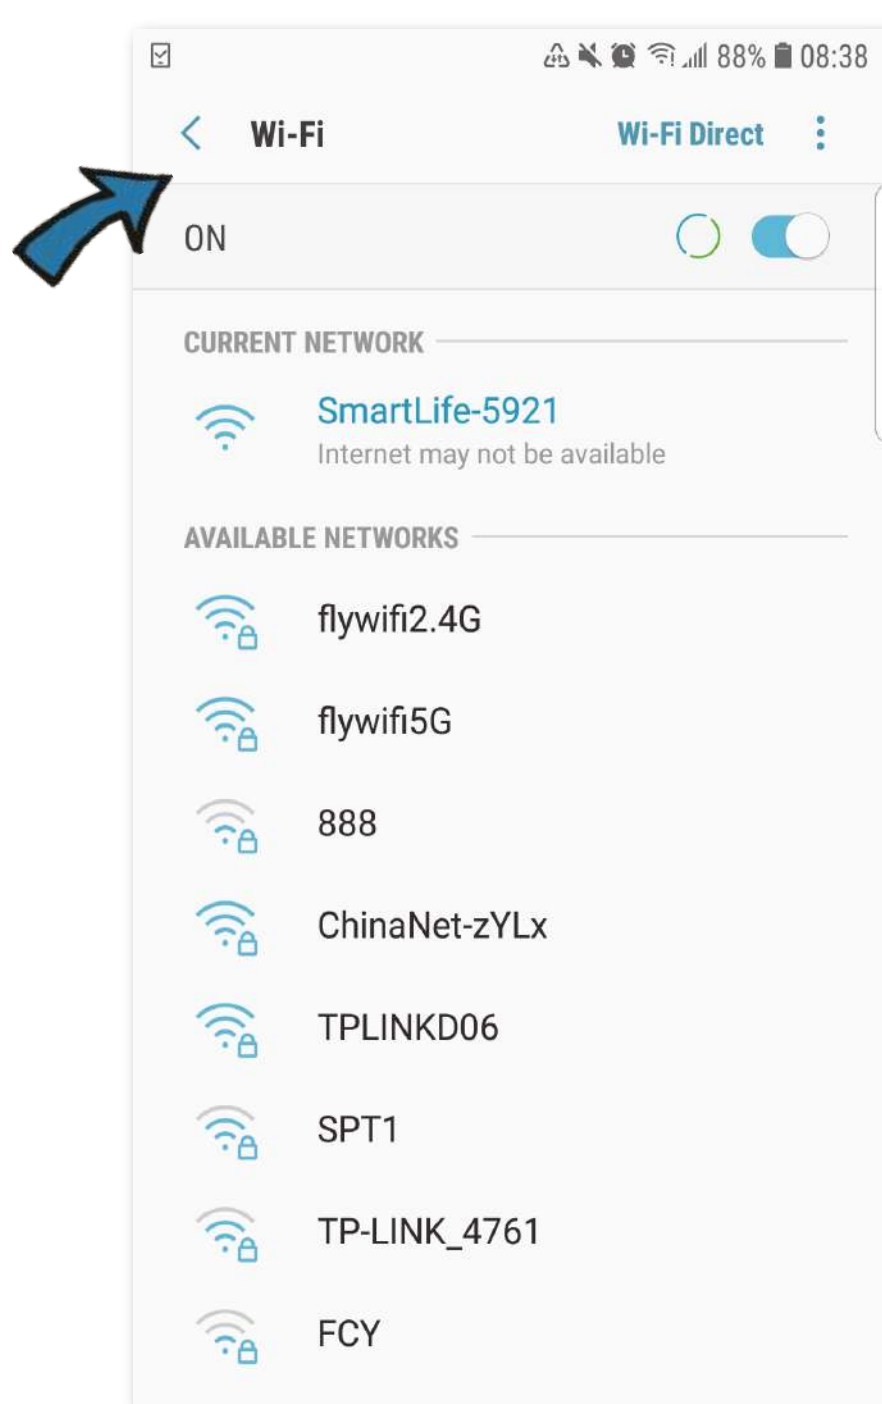 88% 08:38
Wi-Fi Wi-Fi Direct
ON
CURRENT NETWORK
SmartLife-5921
Internet may not be available
AVAILABLE NETWORKS
flywifi2.4G
flywifi5G
888
ChinaNet-zYLx
TPLINKD06
SPT1
TP-LINK_4761
FCY